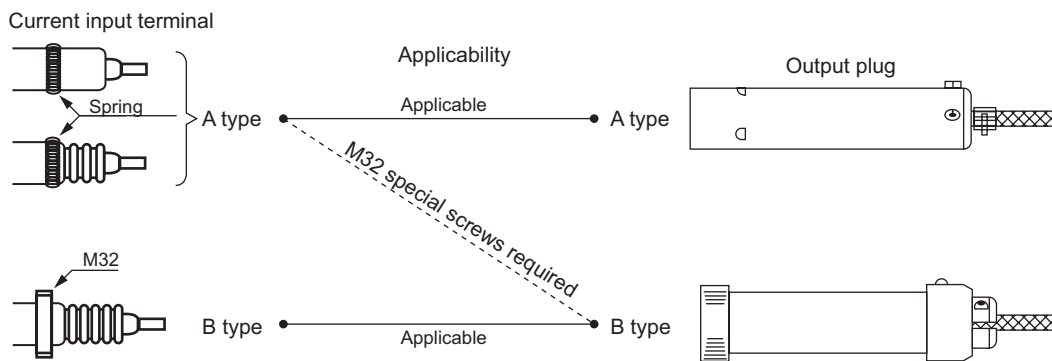 Current input terminal
Applicability
Output plug
Spring
A type
Applicable
A type
M32 special screws required
M32
B type
Applicable
B type